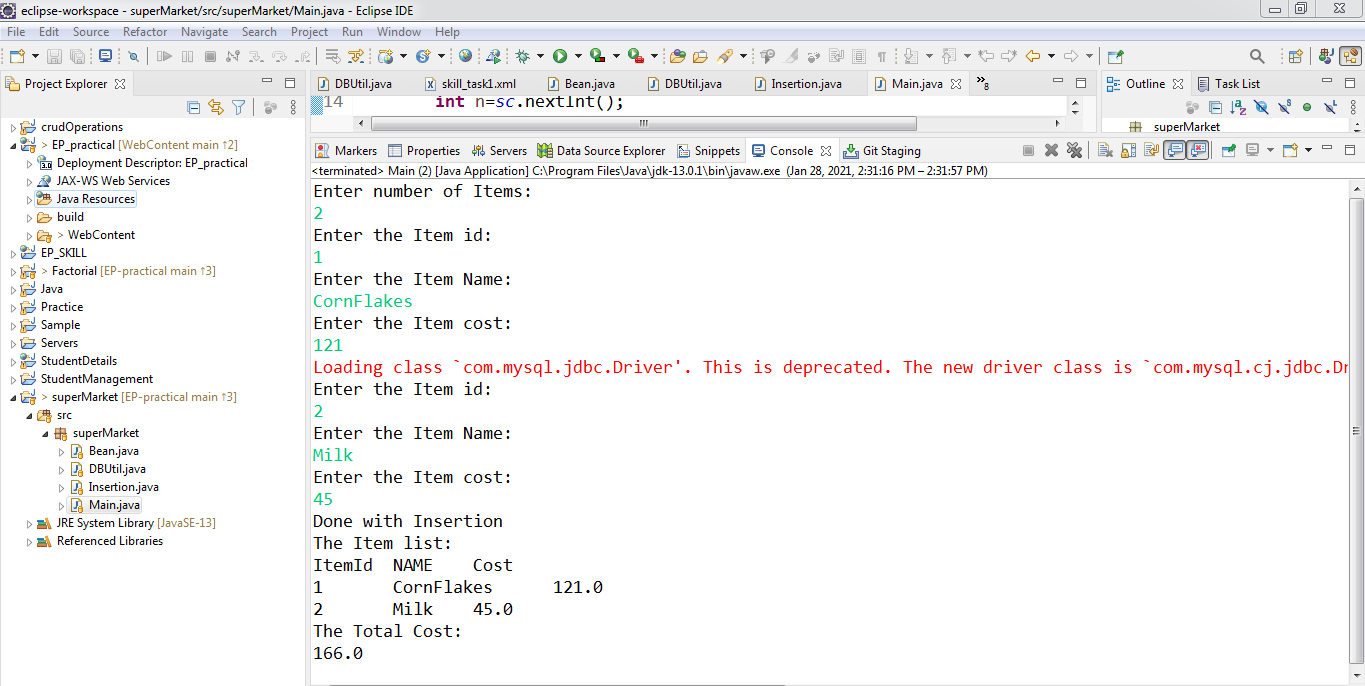 eclipse-workspace - superMarket/src/superMarket/Main.java - Eclipse IDE
File Edit Source Refactor Navigate Search Project Run Window Help
Project Explorer
crudOperations
> EP_practical [WebContent main ↑2]
Deployment Descriptor: EP_practical
JAX-WS Web Services
Java Resources
build
> WebContent
EP_SKILL
> Factorial [EP-practical main ↑3]
Java
Practice
Sample
Servers
StudentDetails
StudentManagement
> superMarket [EP-practical main ↑3]
src
superMarket
Bean.java
DBUtil.java
Insertion.java
Main.java
JRE System Library [JavaSE-13]
Referenced Libraries
DBUtil.java skill_task1.xml Bean.java DBUtil.java Insertion.java Main.java »8
14 int n=sc.nextInt();
Outline Task List
superMarket
Markers Properties Servers Data Source Explorer Snippets Console Git Staging
<terminated> Main (2) [Java Application] C:\Program Files\Java\jdk-13.0.1\bin\javaw.exe (Jan 28, 2021, 2:31:16 PM – 2:31:57 PM)
Enter number of Items:
2
Enter the Item id:
1
Enter the Item Name:
CornFlakes
Enter the Item cost:
121
Loading class `com.mysql.jdbc.Driver'. This is deprecated. The new driver class is `com.mysql.cj.jdbc.Dr
Enter the Item id:
2
Enter the Item Name:
Milk
Enter the Item cost:
45
Done with Insertion
The Item list:
ItemId NAME Cost
1 CornFlakes 121.0
2 Milk 45.0
The Total Cost:
166.0